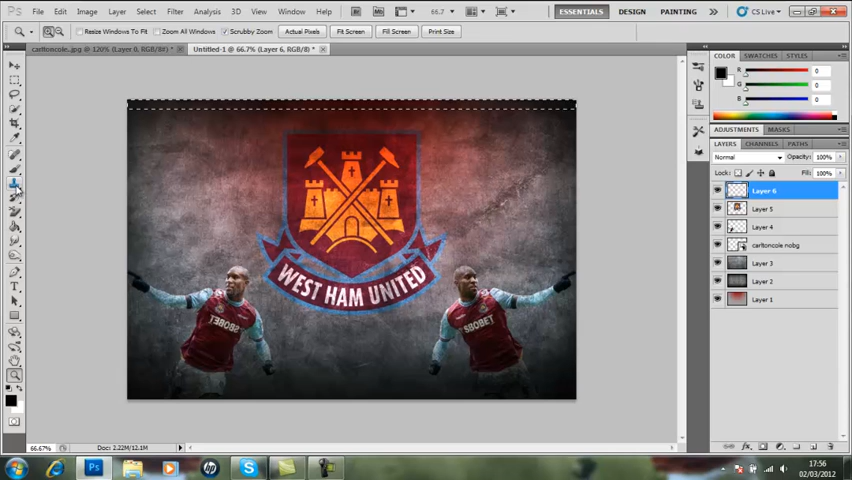 Ps File Edit Image Layer Select Filter Analysis 3D View Window Help Br Mb 66.7 ESSENTIALS DESIGN PAINTING CS Live
Resize Windows To Fit Zoom All Windows Scrubby Zoom Actual Pixels Fit Screen Fill Screen Print Size
carltoncole.jpg @ 120% (Layer 0, RGB/8#) * Untitled-1 @ 66.7% (Layer 6, RGB/8) *
COLOR SWATCHES STYLES
R 0
G 0
B 0
ADJUSTMENTS MASKS
LAYERS CHANNELS PATHS
Normal Opacity: 100%
Lock: Fill: 100%
Layer 6
Layer 5
Layer 4
carltoncole nobg
Layer 3
Layer 2
Layer 1
WEST HAM UNITED
SBOBET SBOBET
66.67% Doc: 2.22M/12.1M
17:56
02/03/2012